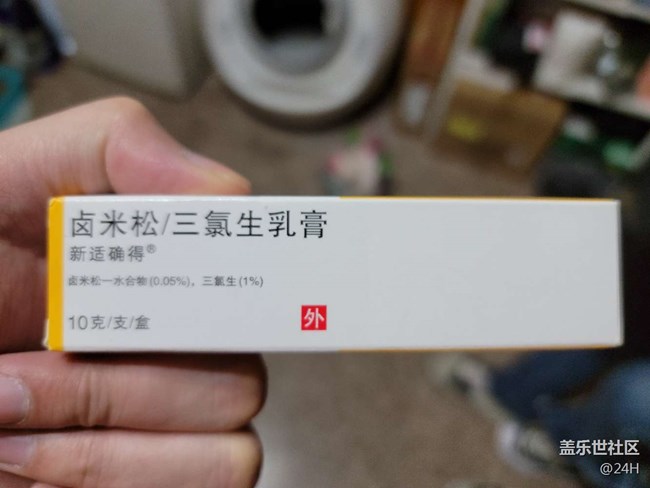 卤米松/三氯生乳膏
新适确得®
卤米松一水合物(0.05%)，三氯生(1%)
10克/支/盒
外
盖乐世社区
@24H